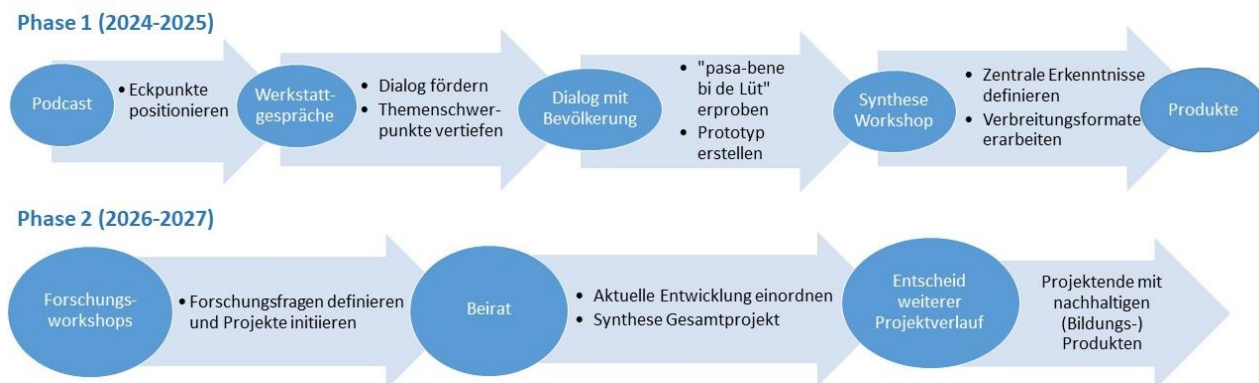 Phase 1 (2024-2025)
Podcast
• Eckpunkte
positionieren
Werkstatt-
gespräche
• Dialog fördern
• Themenschwer-
punkte vertiefen
Dialog mit
Bevölkerung
• "pasa-bene
bi de Lüt"
erproben
• Prototyp
erstellen
Synthese
Workshop
• Zentrale Erkenntnisse
definieren
• Verbreitungsformate
erarbeiten
Produkte
Phase 2 (2026-2027)
Forschungs-
workshops
• Forschungsfragen definieren
und Projekte initiieren
Beirat
• Aktuelle Entwicklung einordnen
• Synthese Gesamtprojekt
Entscheid
weiterer
Projektverlauf
Projektende mit
nachhaltigen
(Bildungs-)
Produkten